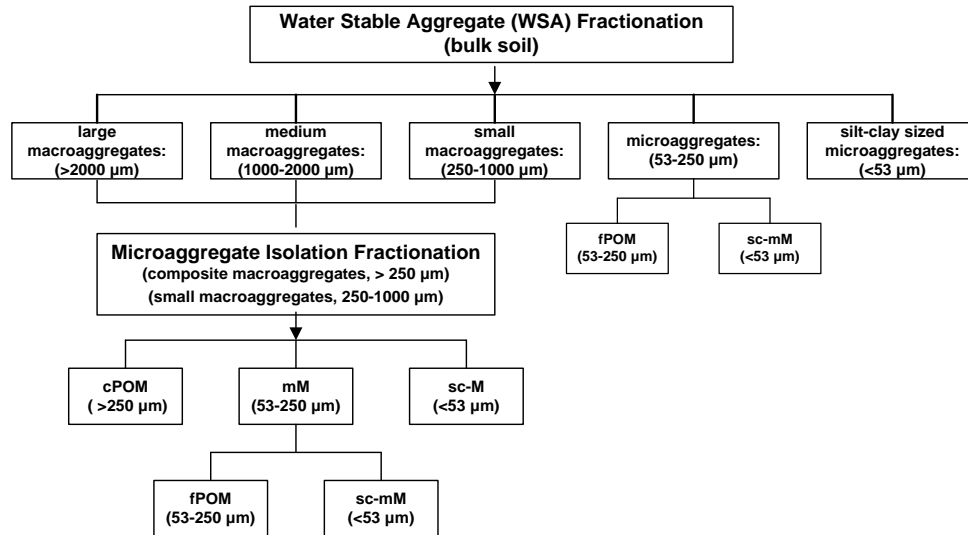 Water Stable Aggregate (WSA) Fractionation
(bulk soil)
large
macroaggregates:
(>2000 µm)
medium
macroaggregates:
(1000-2000 µm)
small
macroaggregates:
(250-1000 µm)
microaggregates:
(53-250 µm)
silt-clay sized
microaggregates:
(<53 µm)
fPOM
(53-250 µm)
sc-mM
(<53 µm)
Microaggregate Isolation Fractionation
(composite macroaggregates, > 250 µm)
(small macroaggregates, 250-1000 µm)
cPOM
( >250 µm)
mM
(53-250 µm)
sc-M
(<53 µm)
fPOM
(53-250 µm)
sc-mM
(<53 µm)